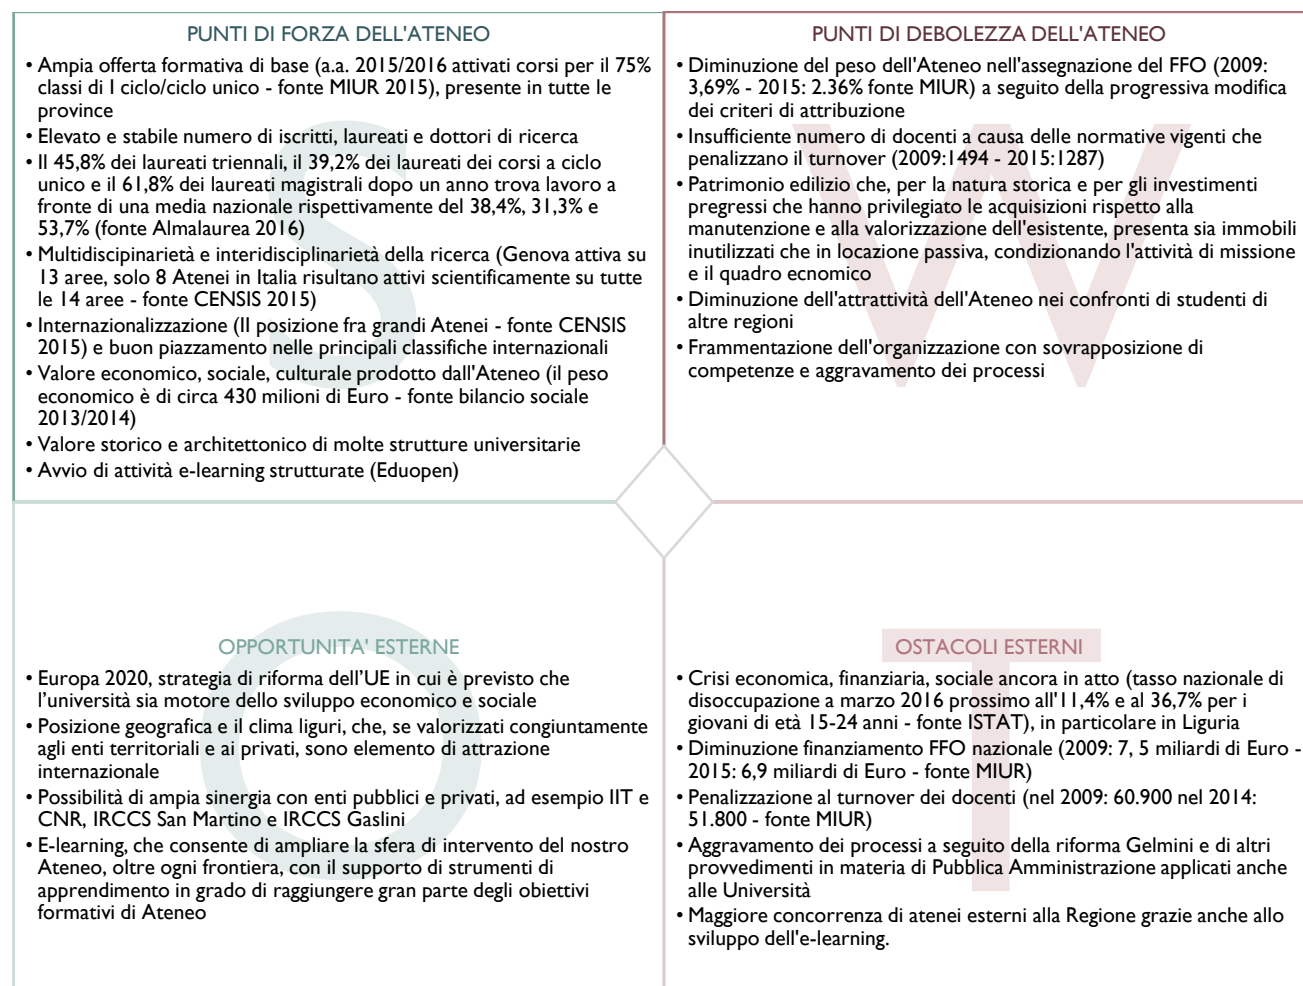 PUNTI DI FORZA DELL'ATENEO
• Ampia offerta formativa di base (a.a. 2015/2016 attivati corsi per il 75%
classi di I ciclo/ciclo unico - fonte MIUR 2015), presente in tutte le
province
• Elevato e stabile numero di iscritti, laureati e dottori di ricerca
• Il 45,8% dei laureati triennali, il 39,2% dei laureati dei corsi a ciclo
unico e il 61,8% dei laureati magistrali dopo un anno trova lavoro a
fronte di una media nazionale rispettivamente del 38,4%, 31,3% e
53,7% (fonte Almalaurea 2016)
• Multidiscipinarietà e interidisciplinarietà della ricerca (Genova attiva su
13 aree, solo 8 Atenei in Italia risultano attivi scientificamente su tutte
le 14 aree - fonte CENSIS 2015)
• Internazionalizzazione (II posizione fra grandi Atenei - fonte CENSIS
2015) e buon piazzamento nelle principali classifiche internazionali
• Valore economico, sociale, culturale prodotto dall'Ateneo (il peso
economico è di circa 430 milioni di Euro - fonte bilancio sociale
2013/2014)
• Valore storico e architettonico di molte strutture universitarie
• Avvio di attività e-learning strutturate (Eduopen)
S
PUNTI DI DEBOLEZZA DELL'ATENEO
• Diminuzione del peso dell'Ateneo nell'assegnazione del FFO (2009:
3,69% - 2015: 2.36% fonte MIUR) a seguito della progressiva modifica
dei criteri di attribuzione
• Insufficiente numero di docenti a causa delle normative vigenti che
penalizzano il turnover (2009:1494 - 2015:1287)
• Patrimonio edilizio che, per la natura storica e per gli investimenti
pregressi che hanno privilegiato le acquisizioni rispetto alla
manutenzione e alla valorizzazione dell'esistente, presenta sia immobili
inutilizzati che in locazione passiva, condizionando l'attività di missione
e il quadro ecnomico
• Diminuzione dell'attrattività dell'Ateneo nei confronti di studenti di
altre regioni
• Frammentazione dell'organizzazione con sovrapposizione di
competenze e aggravamento dei processi
W
OPPORTUNITA' ESTERNE
• Europa 2020, strategia di riforma dell’UE in cui è previsto che
l’università sia motore dello sviluppo economico e sociale
• Posizione geografica e il clima liguri, che, se valorizzati congiuntamente
agli enti territoriali e ai privati, sono elemento di attrazione
internazionale
• Possibilità di ampia sinergia con enti pubblici e privati, ad esempio IIT e
CNR, IRCCS San Martino e IRCCS Gaslini
• E-learning, che consente di ampliare la sfera di intervento del nostro
Ateneo, oltre ogni frontiera, con il supporto di strumenti di
apprendimento in grado di raggiungere gran parte degli obiettivi
formativi di Ateneo
O
OSTACOLI ESTERNI
• Crisi economica, finanziaria, sociale ancora in atto (tasso nazionale di
disoccupazione a marzo 2016 prossimo all'11,4% e al 36,7% per i
giovani di età 15-24 anni - fonte ISTAT), in particolare in Liguria
• Diminuzione finanziamento FFO nazionale (2009: 7, 5 miliardi di Euro -
2015: 6,9 miliardi di Euro - fonte MIUR)
• Penalizzazione al turnover dei docenti (nel 2009: 60.900 nel 2014:
51.800 - fonte MIUR)
• Aggravamento dei processi a seguito della riforma Gelmini e di altri
provvedimenti in materia di Pubblica Amministrazione applicati anche
alle Università
• Maggiore concorrenza di atenei esterni alla Regione grazie anche allo
sviluppo dell'e-learning.
T